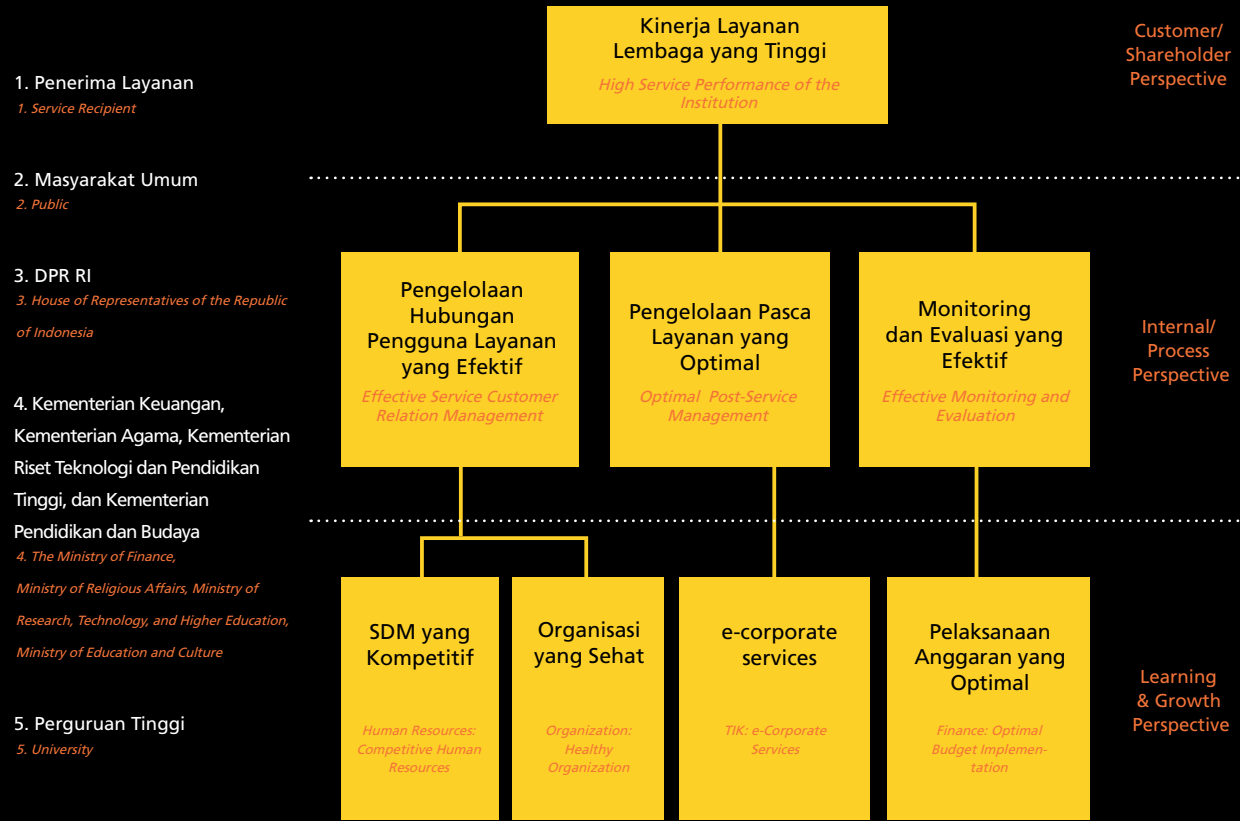 1. Penerima Layanan
1. Service Recipient
2. Masyarakat Umum
2. Public
3. DPR RI
3. House of Representatives of the Republic
of Indonesia
4. Kementerian Keuangan,
Kementerian Agama, Kementerian
Riset Teknologi dan Pendidikan
Tinggi, dan Kementerian
Pendidikan dan Budaya
4. The Ministry of Finance,
Ministry of Religious Affairs, Ministry of
Research, Technology, and Higher Education,
Ministry of Education and Culture
5. Perguruan Tinggi
5. University
Kinerja Layanan
Lembaga yang Tinggi
High Service Performance of the
Institution
Customer/
Shareholder
Perspective
Pengelolaan
Hubungan
Pengguna Layanan
yang Efektif
Effective Service Customer
Relation Management
Pengelolaan Pasca
Layanan yang
Optimal
Optimal Post-Service
Management
Monitoring
dan Evaluasi yang
Efektif
Effective Monitoring and
Evaluation
Internal/
Process
Perspective
SDM yang
Kompetitif
Human Resources:
Competitive Human
Resources
Organisasi
yang Sehat
Organization:
Healthy
Organization
e-corporate
services
TIK: e-Corporate
Services
Pelaksanaan
Anggaran yang
Optimal
Finance: Optimal
Budget Implemen-
tation
Learning
& Growth
Perspective